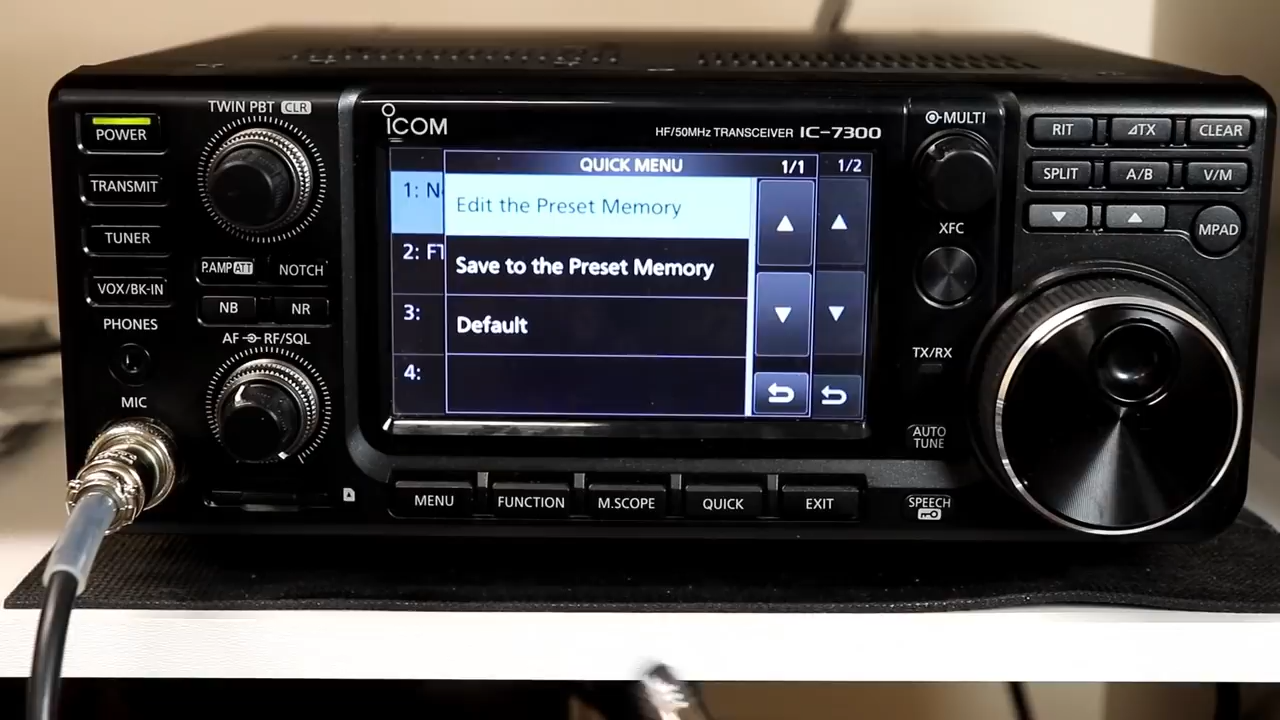 TWIN PBT CLR
ICOM
HF/50MHz TRANSCEIVER IC-7300
MULTI
POWER
TRANSMIT
TUNER
VOX/BK-IN
P.AMP ATT
NOTCH
NB
NR
PHONES
AF RF/SQL
MIC
QUICK MENU 1/1 1/2
1: N
Edit the Preset Memory
2: FT
Save to the Preset Memory
3:
Default
4:
RIT
⊿TX
CLEAR
SPLIT
A/B
V/M
MPAD
XFC
TX/RX
AUTO
TUNE
SPEECH
MENU
FUNCTION
M.SCOPE
QUICK
EXIT